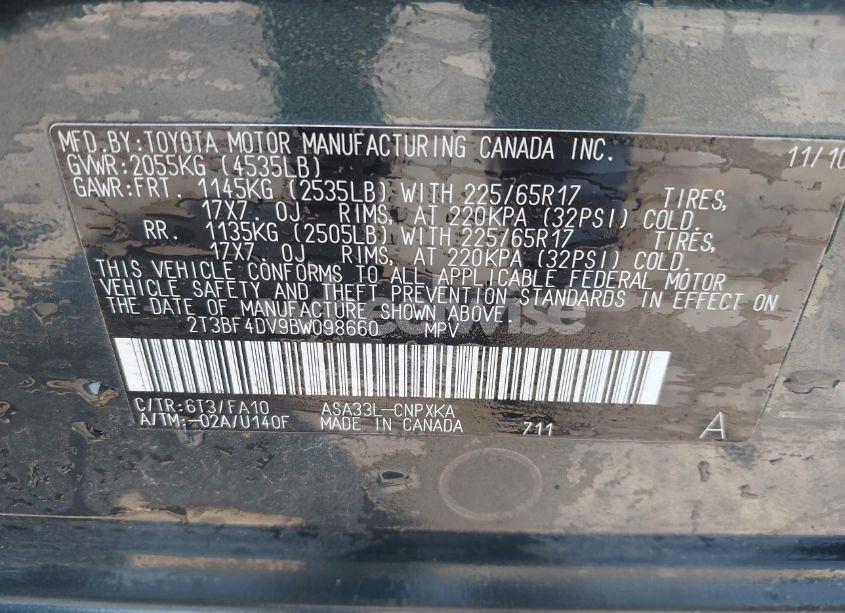 MFD.BY:TOYOTA MOTOR MANUFACTURING CANADA INC. 11/10
GVWR:2055KG (4535LB)
GAWR:FRT. 1145KG (2535LB) WITH 225/65R17 TIRES,
17X7.0J RIMS, AT 220KPA (32PSI) COLD.
RR. 1135KG (2505LB) WITH 225/65R17 TIRES,
17X7.0J RIMS, AT 220KPA (32PSI) COLD.
THIS VEHICLE CONFORMS TO ALL APPLICABLE FEDERAL MOTOR
VEHICLE SAFETY AND THEFT PREVENTION STANDARDS IN EFFECT ON
THE DATE OF MANUFACTURE SHOWN ABOVE.
2T3BF4DV9BW098660 MPV
C/TR:6T3/FA10 ASA33L-CNPXKA
A/TM:-02A/U140F MADE IN CANADA 711 A